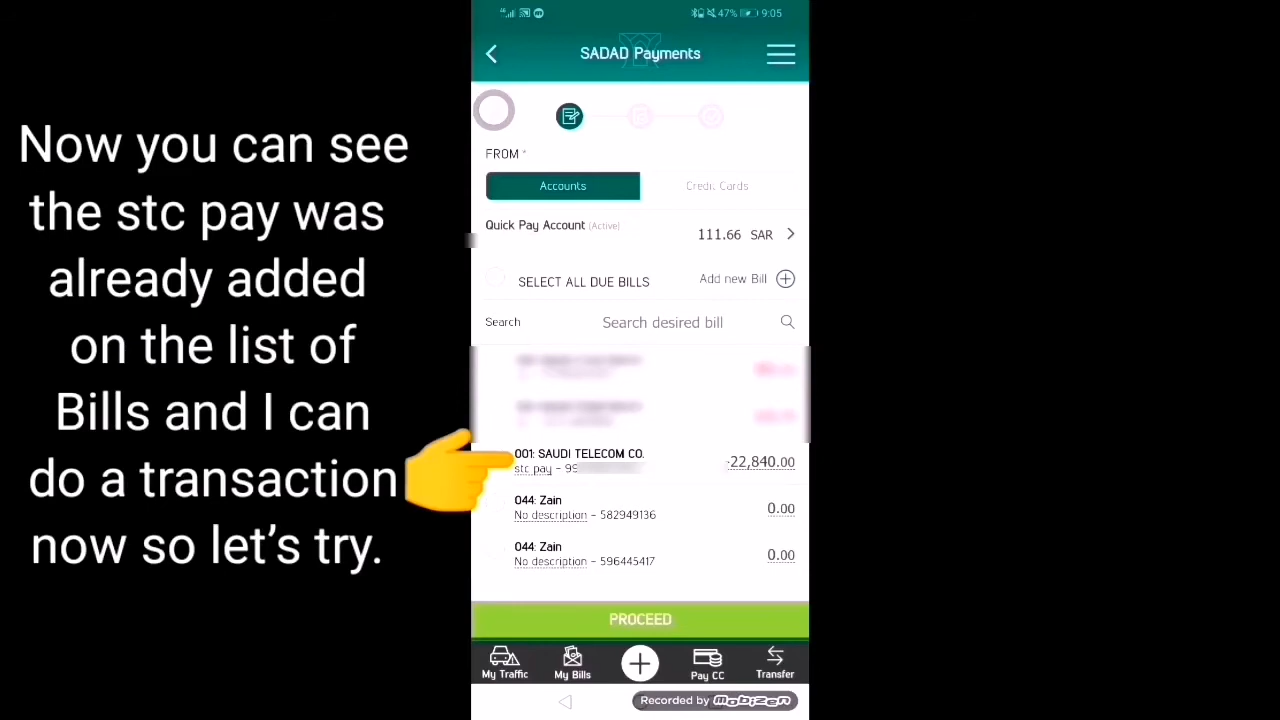 Now you can see
the stc pay was
already added
on the list of
Bills and I can
do a transaction
now so let's try.
4G 47% 9:05
SADAD Payments
FROM *
Accounts Credit Cards
Quick Pay Account (Active) 111.66 SAR
SELECT ALL DUE BILLS Add new Bill
Search Search desired bill
001: SAUDI TELECOM CO.
stc pay - 99 -22,840.00
044: Zain
No description - 582949136 0.00
044: Zain
No description - 596445417 0.00
PROCEED
My Traffic My Bills Pay CC Transfer
Recorded by mobizen